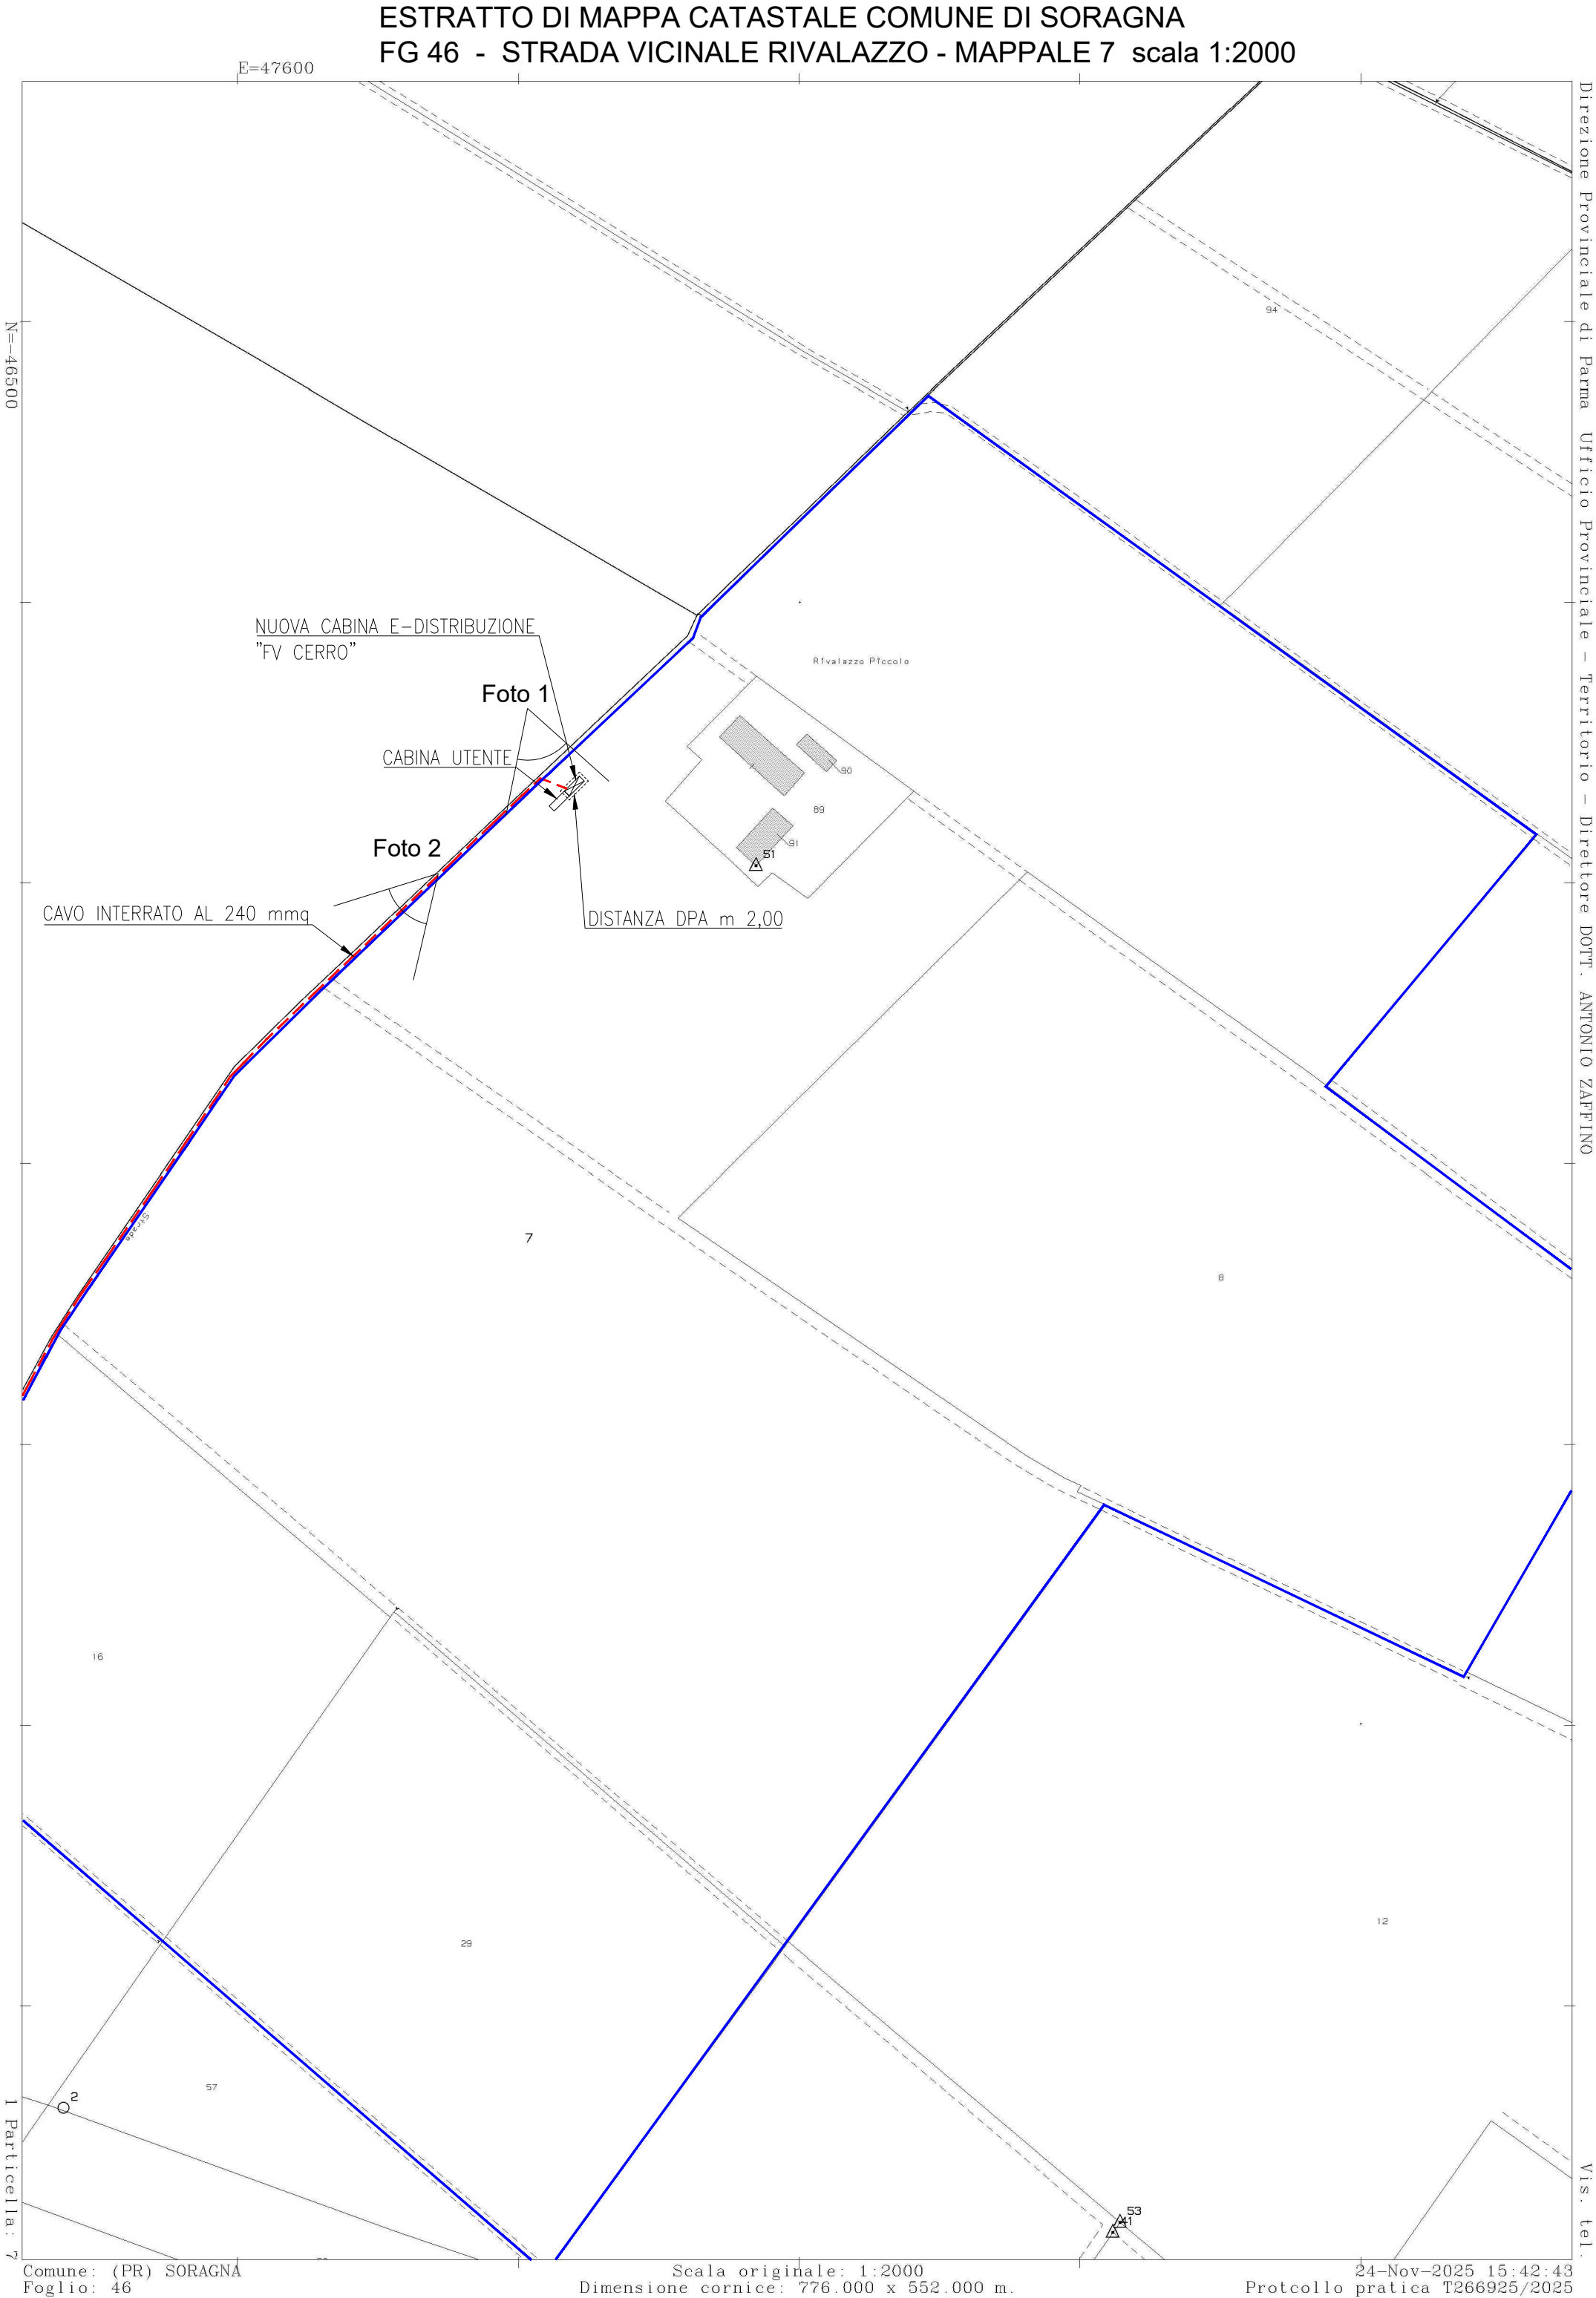 ESTRATTO DI MAPPA CATASTALE COMUNE DI SORAGNA
FG 46 - STRADA VICINALE RIVALAZZO - MAPPALE 7 scala 1:2000
E=47600
N=-46500
Direzione Provinciale di Parma Ufficio Provinciale - Territorio - Direttore DOTT. ANTONIO ZAFFINO
94
1
NUOVA CABINA E-DISTRIBUZIONE
"FV CERRO"
Rivalazzo Piccolo
Foto 1
CABINA UTENTE
90
89
91
51
Foto 2
CAVO INTERRATO AL 240 mmq
DISTANZA DPA m 2,00
Strada
7
8
16
12
29
57
2
53
41
1 Particella: 7
Vis. tel.
Comune: (PR) SORAGNA
Foglio: 46
Scala originale: 1:2000
Dimensione cornice: 776.000 x 552.000 m.
24-Nov-2025 15:42:43
Protcollo pratica T266925/2025